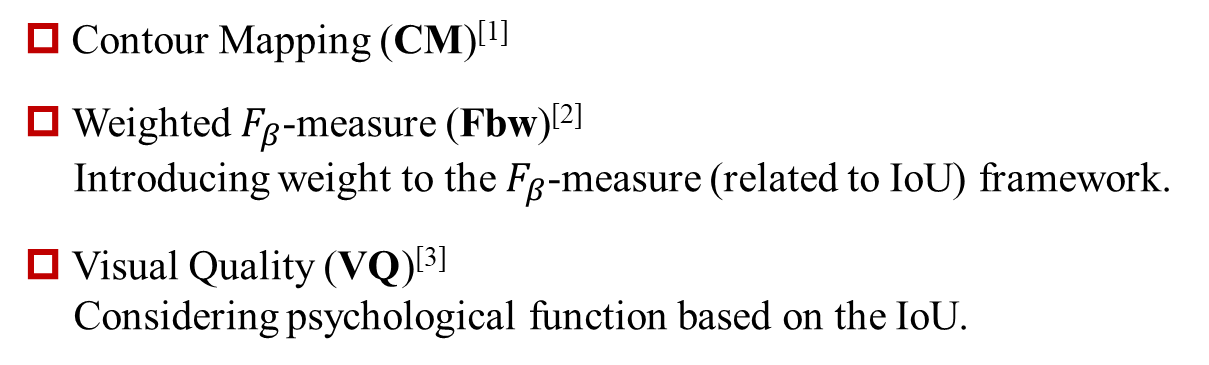 Contour Mapping (CM)[1]
Weighted Fβ-measure (Fbw)[2]
Introducing weight to the Fβ-measure (related to IoU) framework.
Visual Quality (VQ)[3]
Considering psychological function based on the IoU.